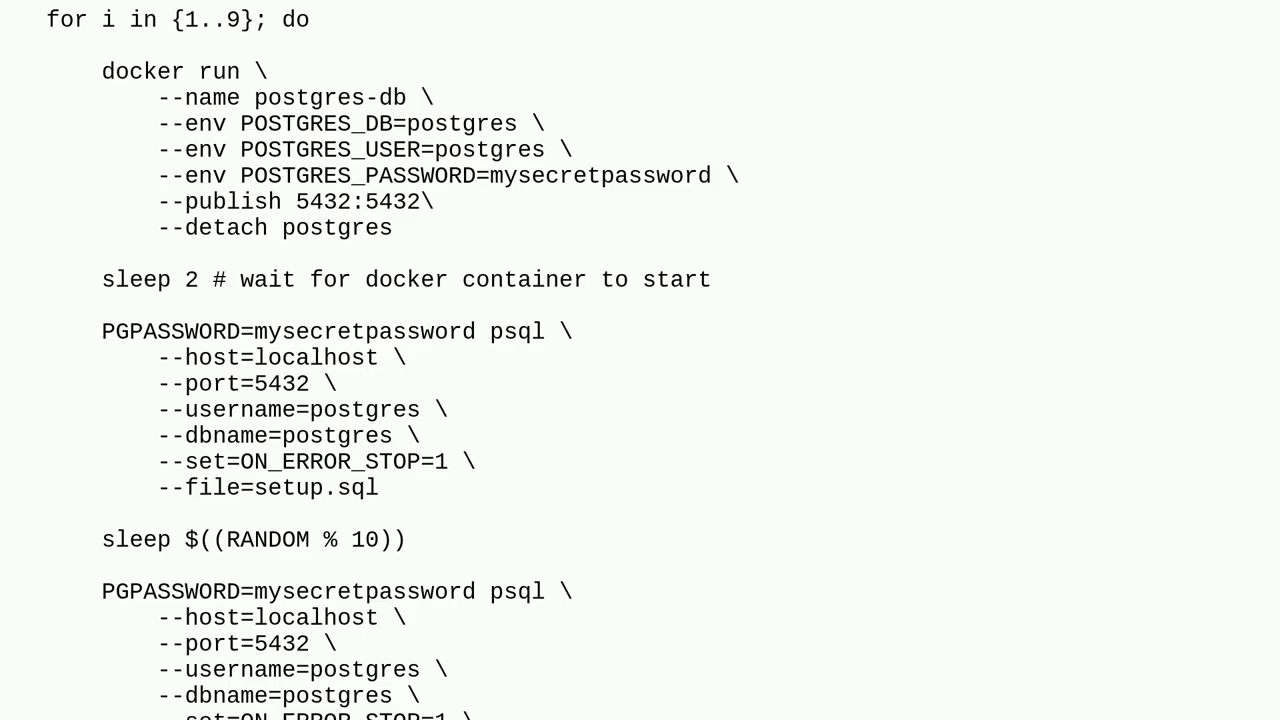 for i in {1..9}; do
docker run \
--name postgres-db \
--env POSTGRES_DB=postgres \
--env POSTGRES_USER=postgres \
--env POSTGRES_PASSWORD=mysecretpassword \
--publish 5432:5432\
--detach postgres
sleep 2 # wait for docker container to start
PGPASSWORD=mysecretpassword psql \
--host=localhost \
--port=5432 \
--username=postgres \
--dbname=postgres \
--set=ON_ERROR_STOP=1 \
--file=setup.sql
sleep $((RANDOM % 10))
PGPASSWORD=mysecretpassword psql \
--host=localhost \
--port=5432 \
--username=postgres \
--dbname=postgres \
--set=ON_ERROR_STOP=1 \